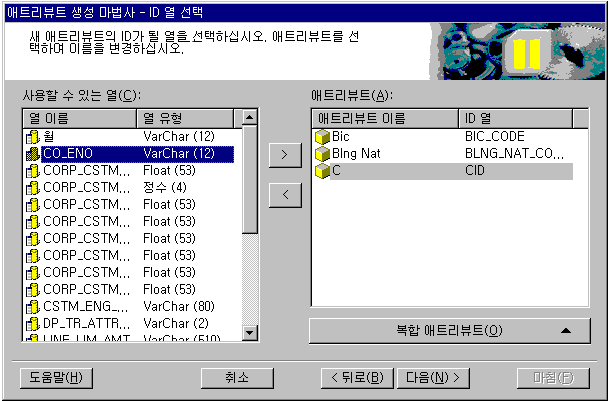 애트리뷰트 생성 마법사 - ID 열 선택
새 애트리뷰트의 ID가 될 열을 선택하십시오. 애트리뷰트를 선
택하여 이름을 변경하십시오.
사용할 수 있는 열(C):
열 이름 열 유형
월 VarChar (12)
CO_ENO VarChar (12)
CORP_CSTM... Float (53)
CORP_CSTM... 정수 (4)
CORP_CSTM... Float (53)
CORP_CSTM... Float (53)
CORP_CSTM... Float (53)
CORP_CSTM... Float (53)
CORP_CSTM... Float (53)
CORP_CSTM... Float (53)
CSTM_ENG_... VarChar (80)
DP_TR_ATTR... VarChar (2)
LINE_LIM_AMT VarChar (510)
>
<
애트리뷰트(A):
애트리뷰트 이름 ID 열
Bic BIC_CODE
Blng Nat BLNG_NAT_CO...
C CID
복합 애트리뷰트(O)
도움말(H) 취소 < 뒤로(B) 다음(N) > 마침(F)